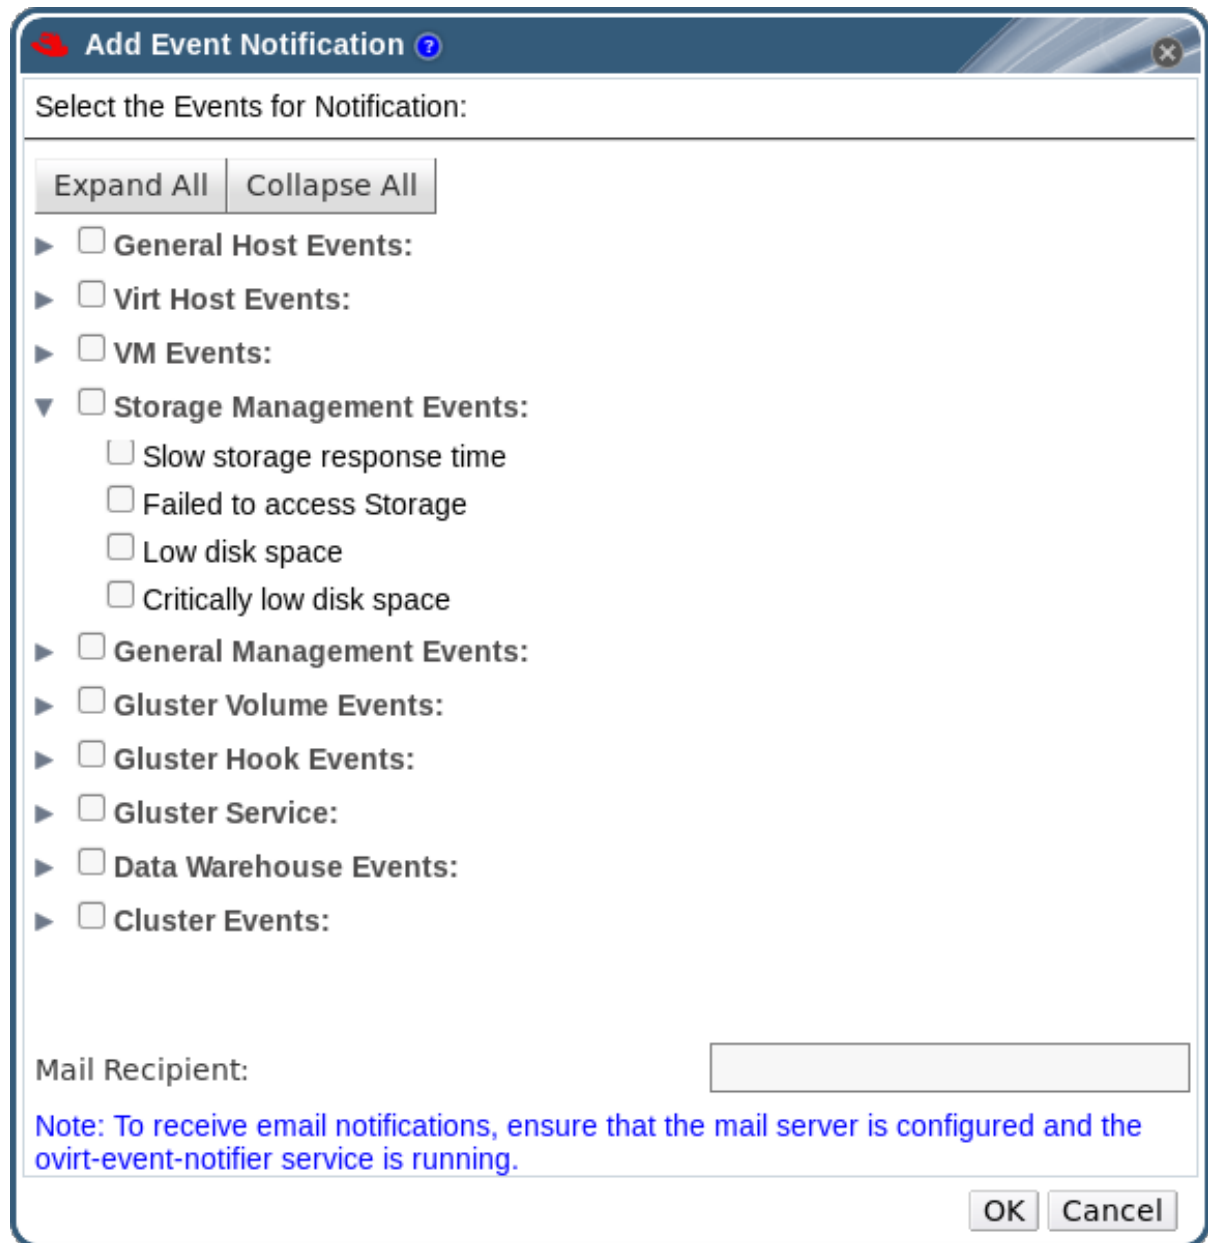 Add Event Notification ?
Select the Events for Notification:
Expand All Collapse All
General Host Events:
Virt Host Events:
VM Events:
Storage Management Events:
Slow storage response time
Failed to access Storage
Low disk space
Critically low disk space
General Management Events:
Gluster Volume Events:
Gluster Hook Events:
Gluster Service:
Data Warehouse Events:
Cluster Events:
Mail Recipient:
Note: To receive email notifications, ensure that the mail server is configured and the
ovirt-event-notifier service is running.
OK Cancel